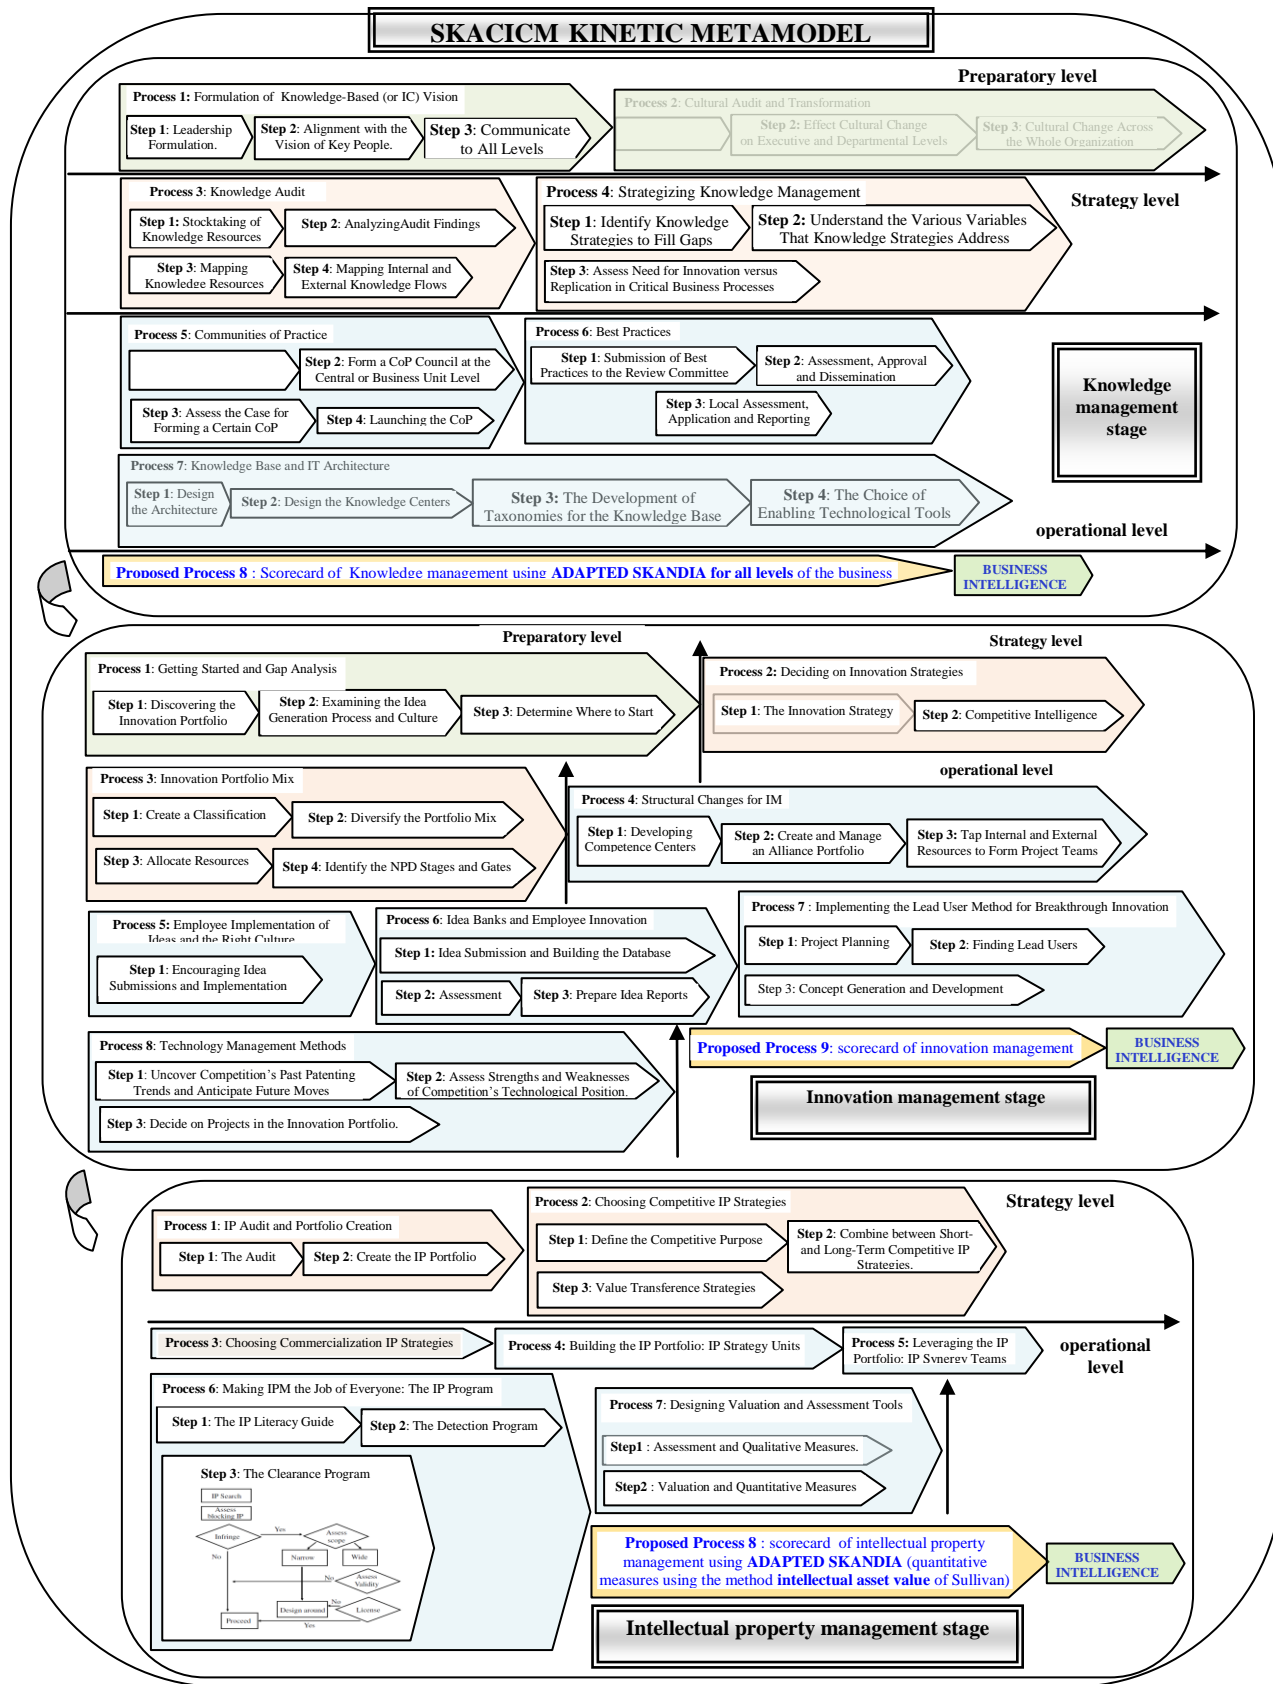 SKACICM KINETIC METAMODEL
Preparatory level
Process 1: Formulation of Knowledge-Based (or IC) Vision
Step 1: Leadership
Formulation.
Step 2: Alignment with the
Vision of Key People.
Step 3: Communicate
to All Levels
Process 2: Cultural Audit and Transformation
Step 2: Effect Cultural Change
on Executive and Departmental Levels
Step 3: Cultural Change Across
the Whole Organization
Strategy level
Process 3: Knowledge Audit
Step 1: Stocktaking of
Knowledge Resources
Step 2: AnalyzingAudit Findings
Step 3: Mapping
Knowledge Resources
Step 4: Mapping Internal and
External Knowledge Flows
Process 4: Strategizing Knowledge Management
Step 1: Identify Knowledge
Strategies to Fill Gaps
Step 2: Understand the Various Variables
That Knowledge Strategies Address
Step 3: Assess Need for Innovation versus
Replication in Critical Business Processes
Process 5: Communities of Practice
Step 2: Form a CoP Council at the
Central or Business Unit Level
Step 3: Assess the Case for
Forming a Certain CoP
Step 4: Launching the CoP
Process 6: Best Practices
Step 1: Submission of Best
Practices to the Review Committee
Step 2: Assessment, Approval
and Dissemination
Step 3: Local Assessment,
Application and Reporting
Knowledge
management
stage
Process 7: Knowledge Base and IT Architecture
Step 1: Design
the Architecture
Step 2: Design the Knowledge Centers
Step 3: The Development of
Taxonomies for the Knowledge Base
Step 4: The Choice of
Enabling Technological Tools
operational level
Proposed Process 8 : Scorecard of Knowledge management using ADAPTED SKANDIA for all levels of the business
BUSINESS
INTELLIGENCE
Preparatory level
Strategy level
Process 1: Getting Started and Gap Analysis
Step 1: Discovering the
Innovation Portfolio
Step 2: Examining the Idea
Generation Process and Culture
Step 3: Determine Where to Start
Process 2: Deciding on Innovation Strategies
Step 1: The Innovation Strategy
Step 2: Competitive Intelligence
Process 3: Innovation Portfolio Mix
Step 1: Create a Classification
Step 2: Diversify the Portfolio Mix
Step 3: Allocate Resources
Step 4: Identify the NPD Stages and Gates
operational level
Process 4: Structural Changes for IM
Step 1: Developing
Competence Centers
Step 2: Create and Manage
an Alliance Portfolio
Step 3: Tap Internal and External
Resources to Form Project Teams
Process 5: Employee Implementation of
Ideas and the Right Culture
Step 1: Encouraging Idea
Submissions and Implementation
Process 6: Idea Banks and Employee Innovation
Step 1: Idea Submission and Building the Database
Step 2: Assessment
Step 3: Prepare Idea Reports
Process 7 : Implementing the Lead User Method for Breakthrough Innovation
Step 1: Project Planning
Step 2: Finding Lead Users
Step 3: Concept Generation and Development
Process 8: Technology Management Methods
Step 1: Uncover Competition's Past Patenting
Trends and Anticipate Future Moves
Step 2: Assess Strengths and Weaknesses
of Competition's Technological Position.
Step 3: Decide on Projects in the Innovation Portfolio.
Proposed Process 9: scorecard of innovation management
BUSINESS
INTELLIGENCE
Innovation management stage
Strategy level
Process 1: IP Audit and Portfolio Creation
Step 1: The Audit
Step 2: Create the IP Portfolio
Process 2: Choosing Competitive IP Strategies
Step 1: Define the Competitive Purpose
Step 2: Combine between Short-
and Long-Term Competitive IP
Strategies.
Step 3: Value Transference Strategies
operational
level
Process 3: Choosing Commercialization IP Strategies
Process 4: Building the IP Portfolio: IP Strategy Units
Process 5: Leveraging the IP
Portfolio: IP Synergy Teams
Process 6: Making IPM the Job of Everyone: The IP Program
Step 1: The IP Literacy Guide
Step 2: The Detection Program
Step 3: The Clearance Program
IP Search
Assess
blocking IP
Infringe
Yes
Assess
scope
No
Narrow
Wide
No
Assess
Validity
No
Design around
License
Proceed
Yes
Process 7: Designing Valuation and Assessment Tools
Step1 : Assessment and Qualitative Measures.
Step2 : Valuation and Quantitative Measures
Proposed Process 8 : scorecard of intellectual property
management using ADAPTED SKANDIA (quantitative
measures using the method intellectual asset value of Sullivan)
BUSINESS
INTELLIGENCE
Intellectual property management stage